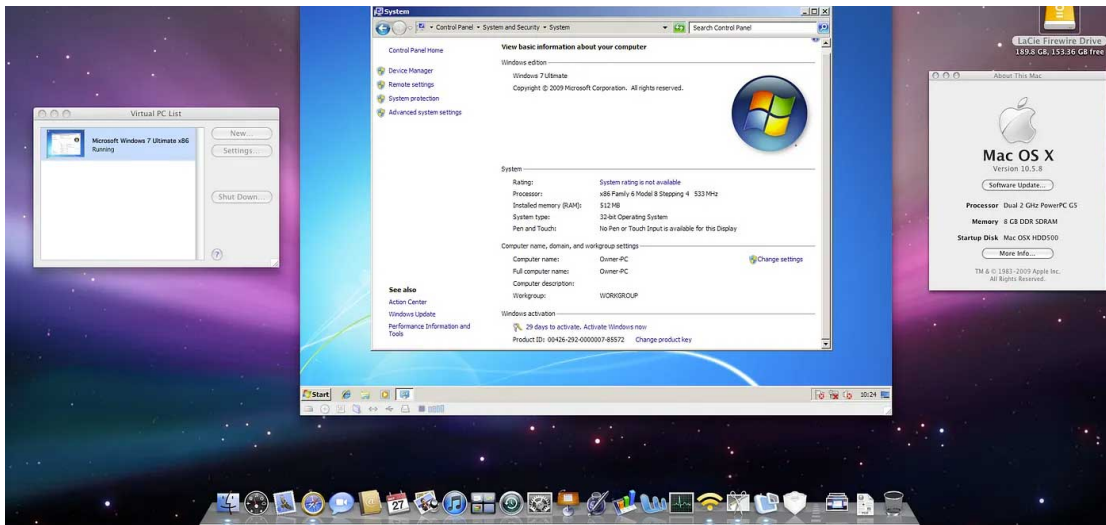 Virtual PC List
Microsoft Windows 7 Ultimate x86
Running
New...
Settings...
Shut Down...
System
Control Panel
System and Security
System
Search Control Panel
Control Panel Home
Device Manager
Remote settings
System protection
Advanced system settings
See also
Action Center
Windows Update
Performance Information and
Tools
View basic information about your computer
Windows edition
Windows 7 Ultimate
Copyright © 2009 Microsoft Corporation. All rights reserved.
System
Rating: System rating is not available
Processor: x86 Family 6 Model 8 Stepping 4 533 MHz
Installed memory (RAM): 512 MB
System type: 32-bit Operating System
Pen and Touch: No Pen or Touch Input is available for this Display
Computer name, domain, and workgroup settings
Computer name: Owner-PC
Change settings
Full computer name: Owner-PC
Computer description:
Workgroup: WORKGROUP
Windows activation
29 days to activate. Activate Windows now
Product ID: 00426-292-0000007-85572 Change product key
Start
10:24
LaCie Firewire Drive
189.8 GB, 153.36 GB free
About This Mac
Mac OS X
Version 10.5.8
Software Update...
Processor Dual 2 GHz PowerPC G5
Memory 8 GB DDR SDRAM
Startup Disk Mac OSX HDD500
More Info...
TM & © 1983-2009 Apple Inc.
All Rights Reserved.
27